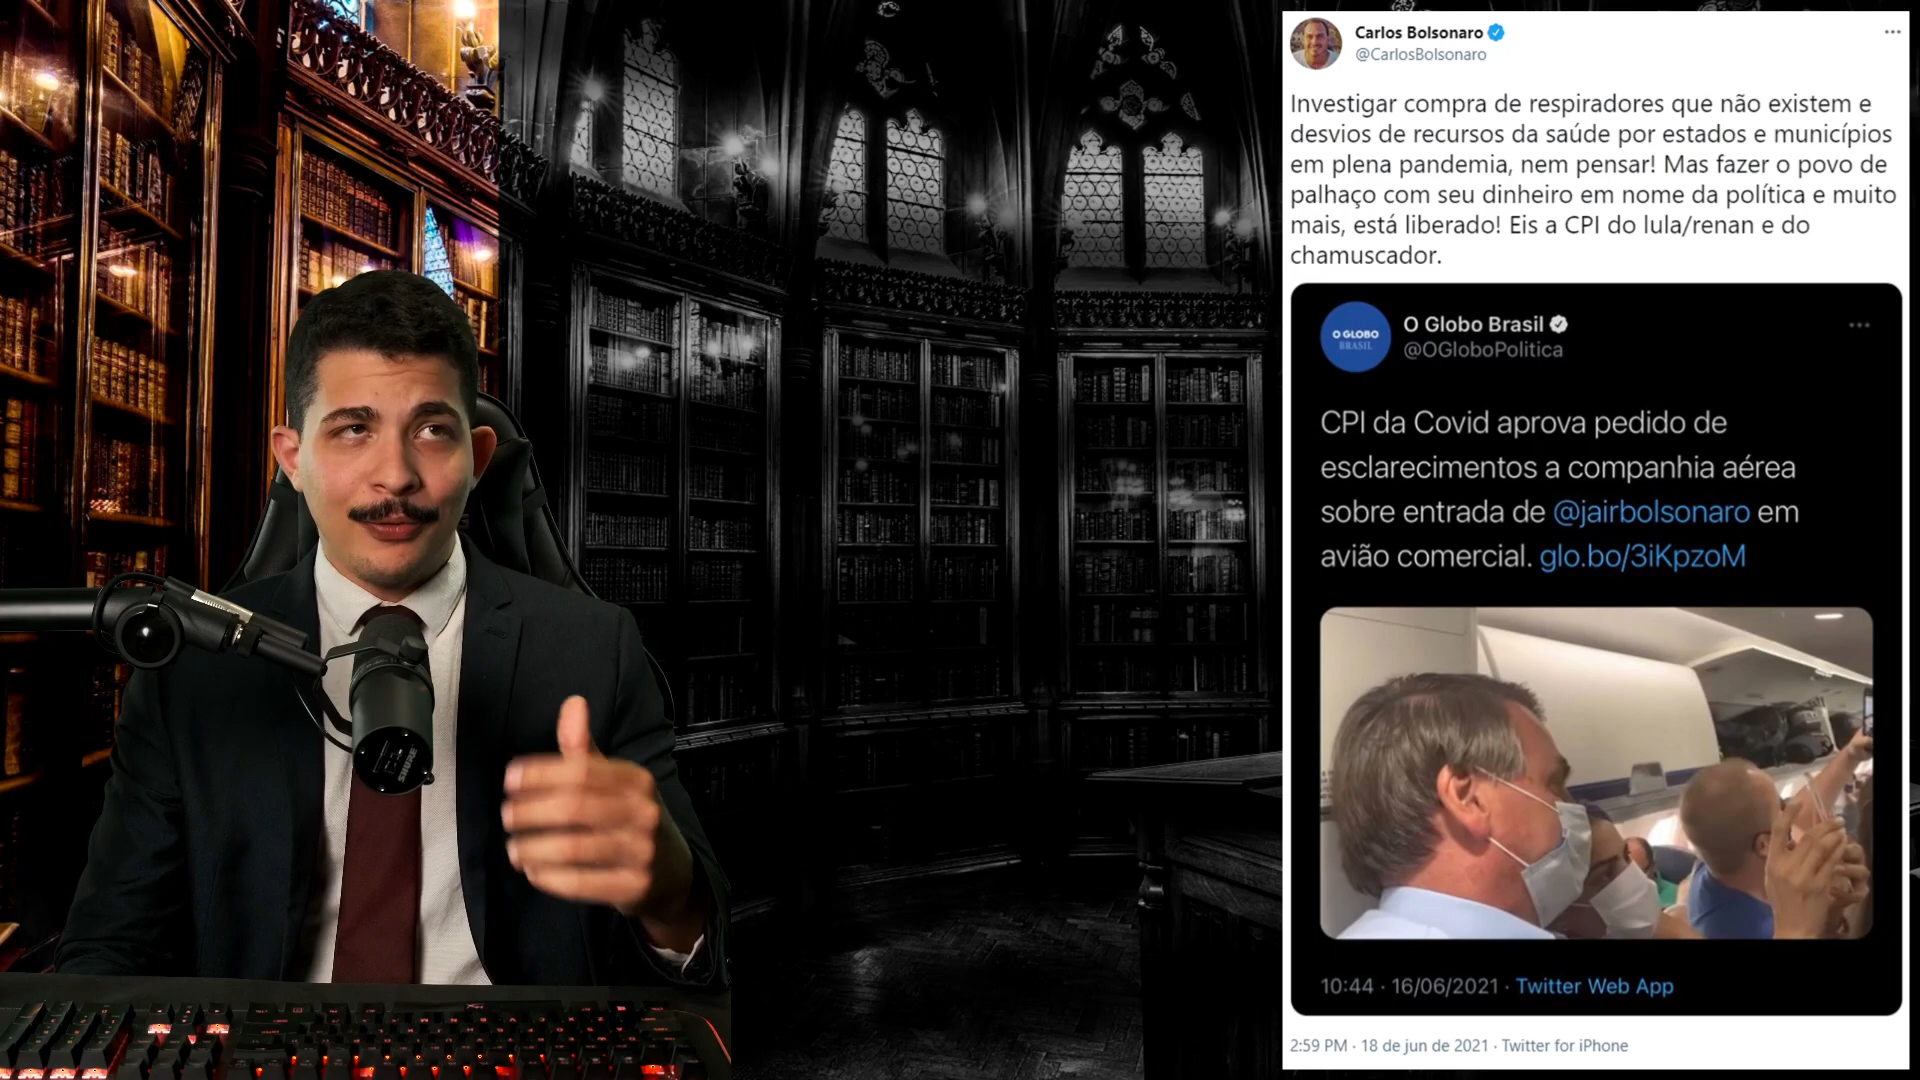 Carlos Bolsonaro
@CarlosBolsonaro
Investigar compra de respiradores que não existem e
desvios de recursos da saúde por estados e municípios
em plena pandemia, nem pensar! Mas fazer o povo de
palhaço com seu dinheiro em nome da política e muito
mais, está liberado! Eis a CPI do lula/renan e do
chamuscador.
O GLOBO
BRASIL
O Globo Brasil
@OGloboPolitica
CPI da Covid aprova pedido de
esclarecimentos a companhia aérea
sobre entrada de @jairbolsonaro em
avião comercial. glo.bo/3iKpzoM
10:44 · 16/06/2021 · Twitter Web App
2:59 PM · 18 de jun de 2021 · Twitter for iPhone
SHURE